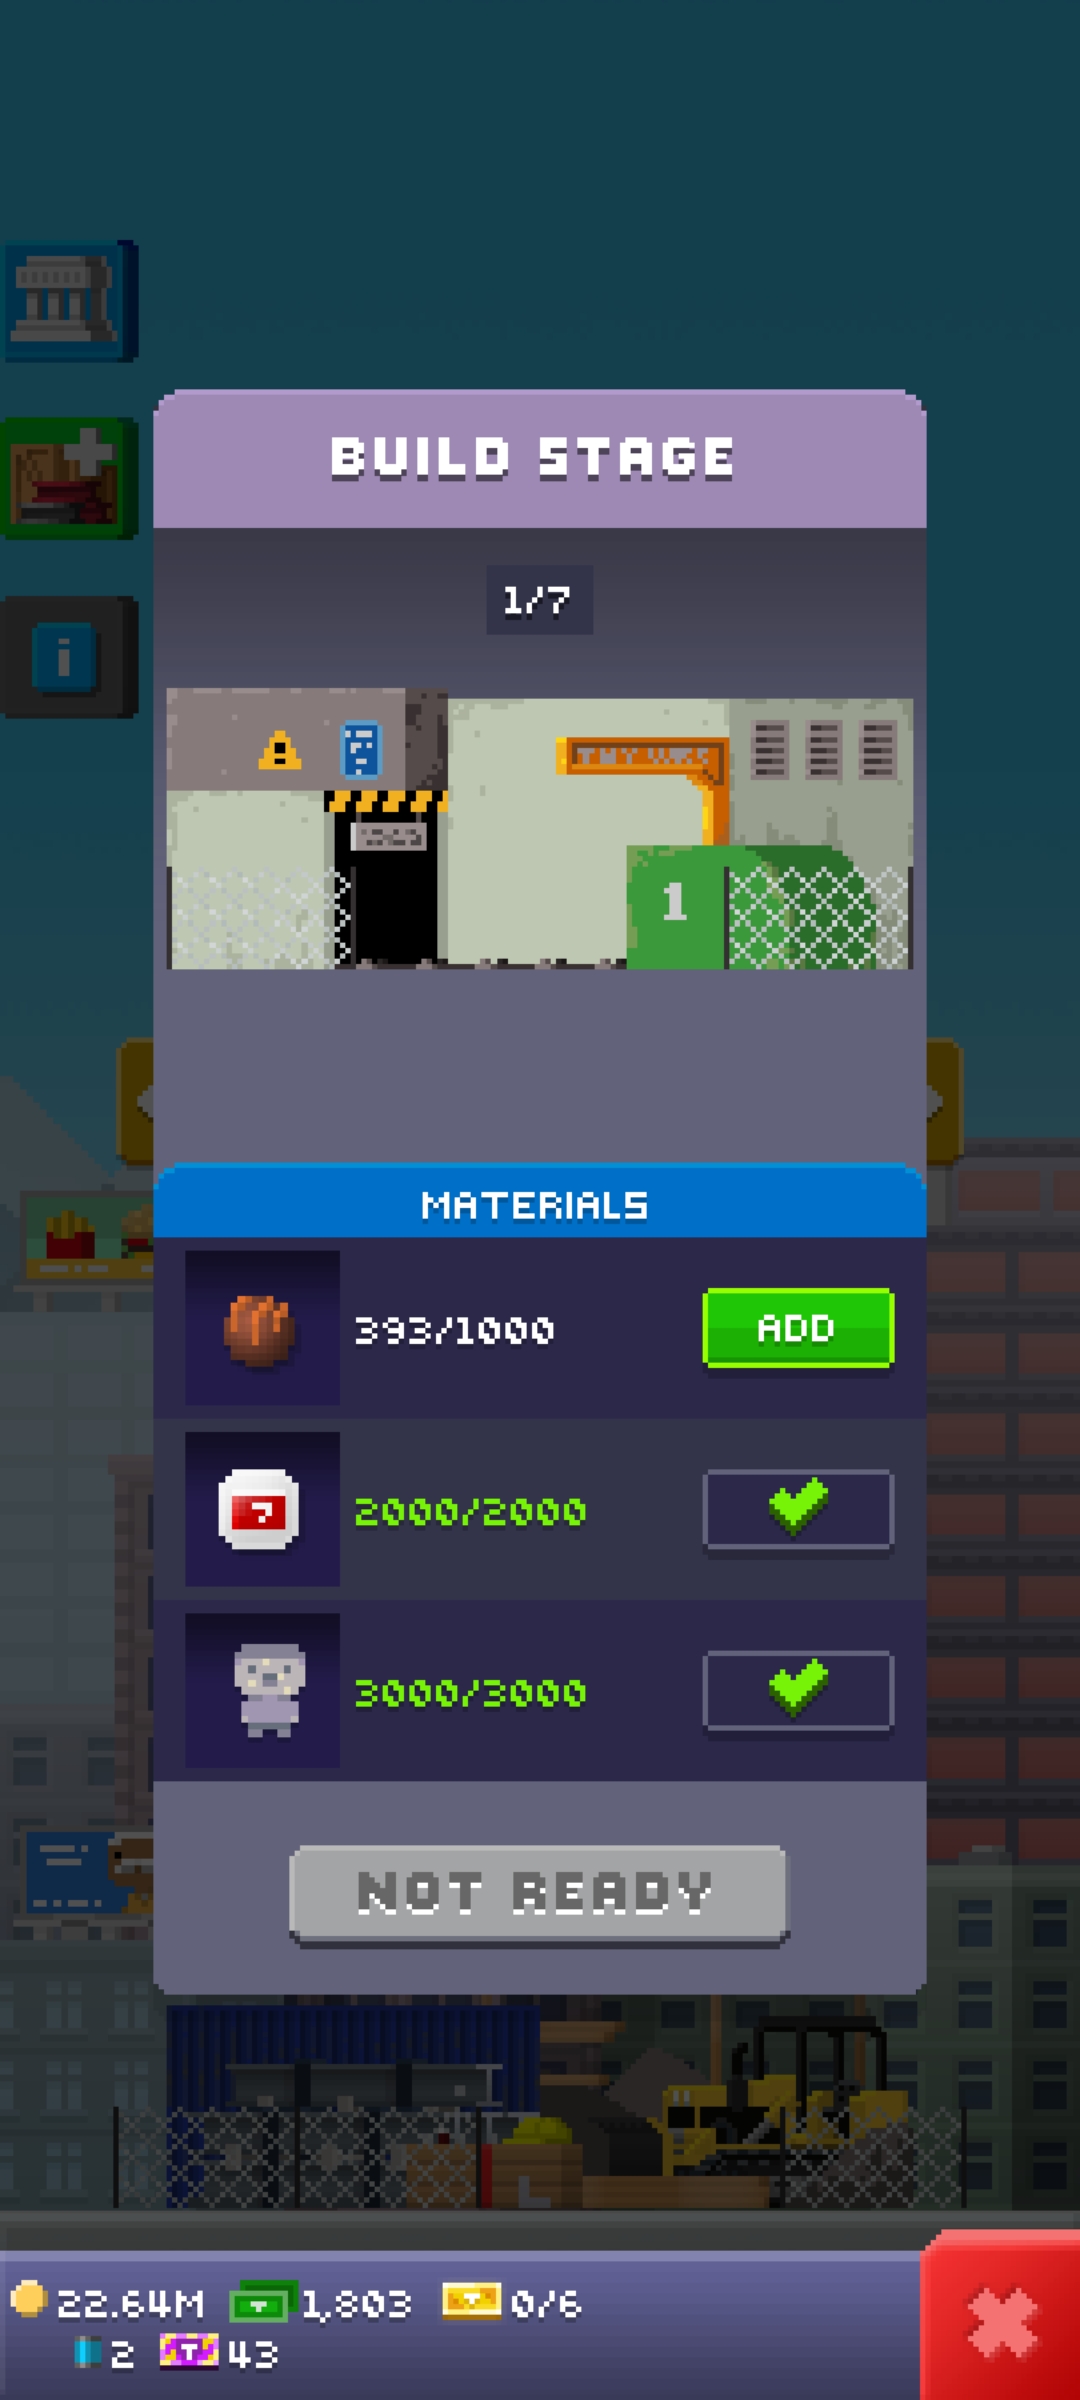 BUILD STAGE
1/7
1
MATERIALS
393/1000
ADD
2000/2000
3000/3000
NOT READY
22.64M 1,803 0/6
2 43